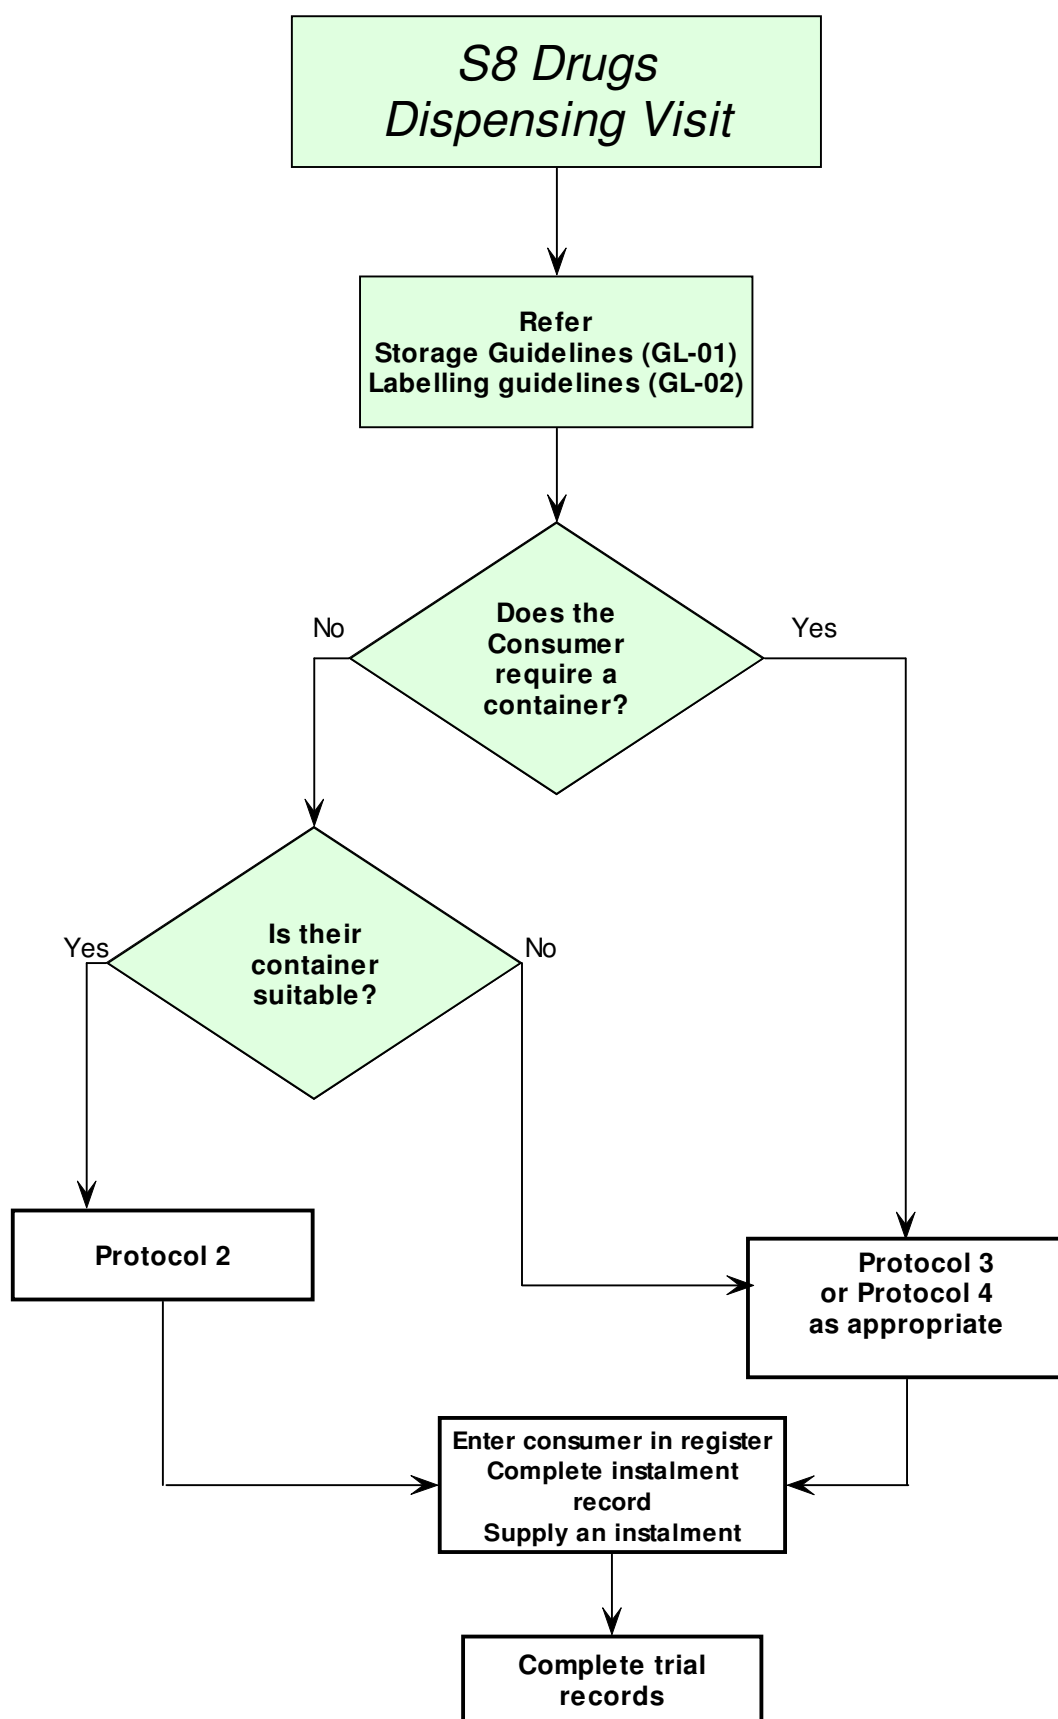 S8 Drugs
Dispensing Visit
Refer
Storage Guidelines (GL-01)
Labelling guidelines (GL-02)
Does the
Consumer
require a
container?
No
Yes
Is their
container
suitable?
Yes
No
Protocol 2
Protocol 3
or Protocol 4
as appropriate
Enter consumer in register
Complete instalment
record
Supply an instalment
Complete trial
records